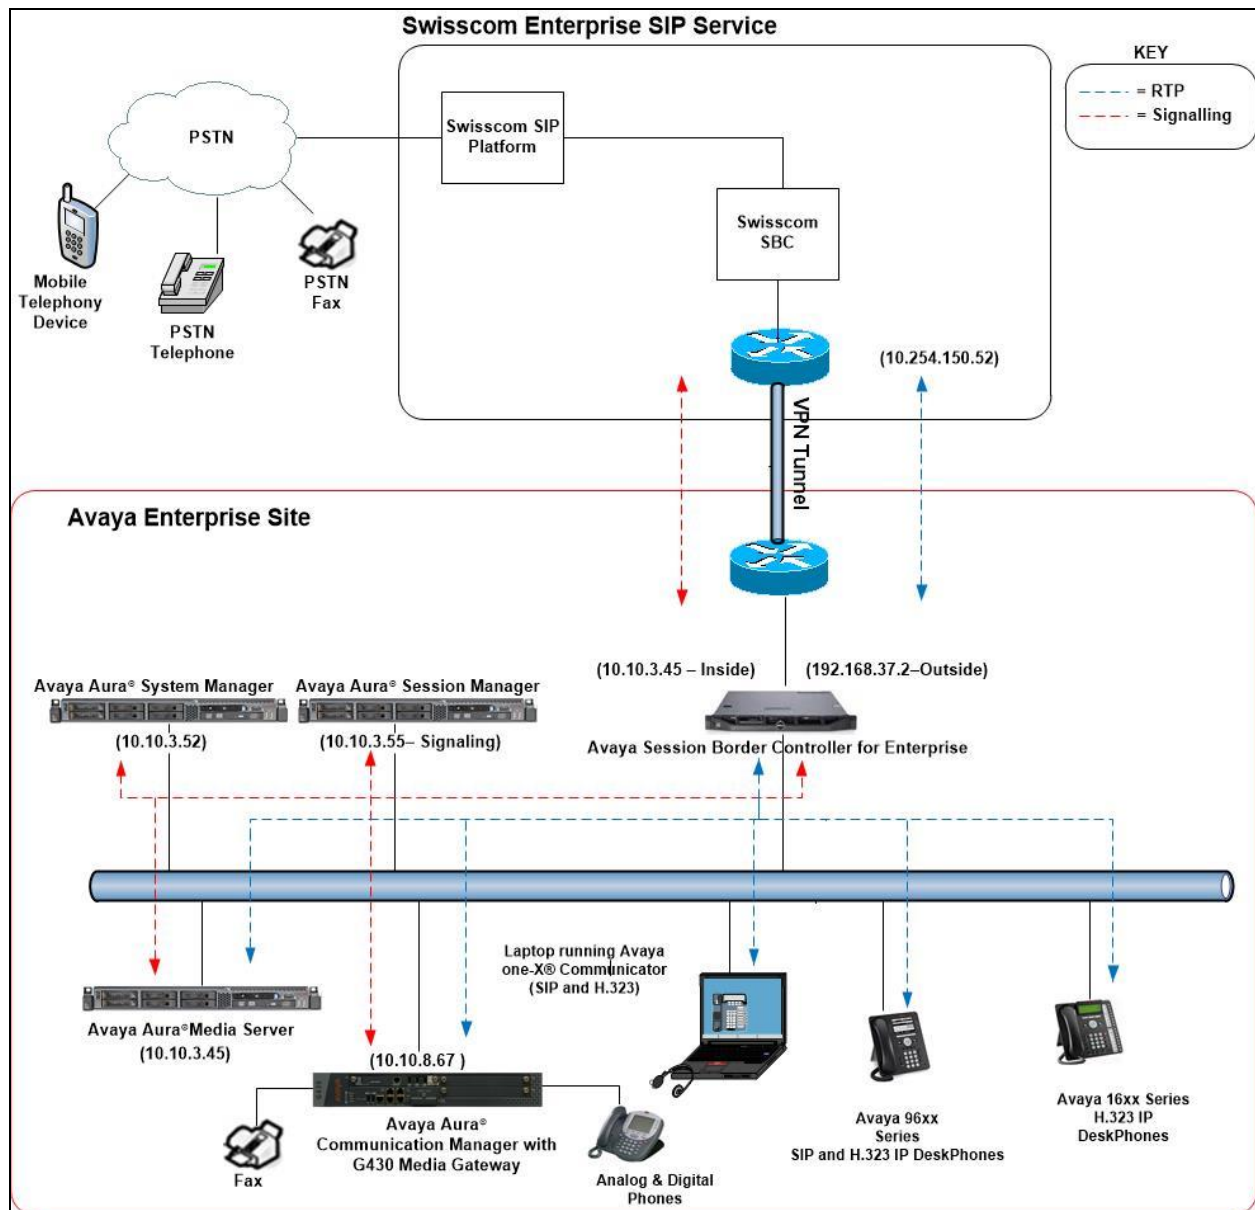 Swisscom Enterprise SIP Service
KEY
= RTP
= Signalling
PSTN
Swisscom SIP
Platform
Swisscom
SBC
Mobile
Telephony
Device
PSTN
Telephone
PSTN
Fax
(10.254.150.52)
VPN Tunnel
Avaya Enterprise Site
(10.10.3.45 – Inside)
(192.168.37.2–Outside)
Avaya Aura® System Manager
Avaya Aura® Session Manager
(10.10.3.52)
(10.10.3.55– Signaling)
Avaya Session Border Controller for Enterprise
Laptop running Avaya
one-X® Communicator
(SIP and H.323)
Avaya Aura®Media Server
(10.10.3.45)
(10.10.8.67 )
Avaya Aura®
Communication Manager with
G430 Media Gateway
Fax
Analog & Digital
Phones
Avaya 96xx
Series
SIP and H.323 IP DeskPhones
Avaya 16xx Series
H.323 IP
DeskPhones